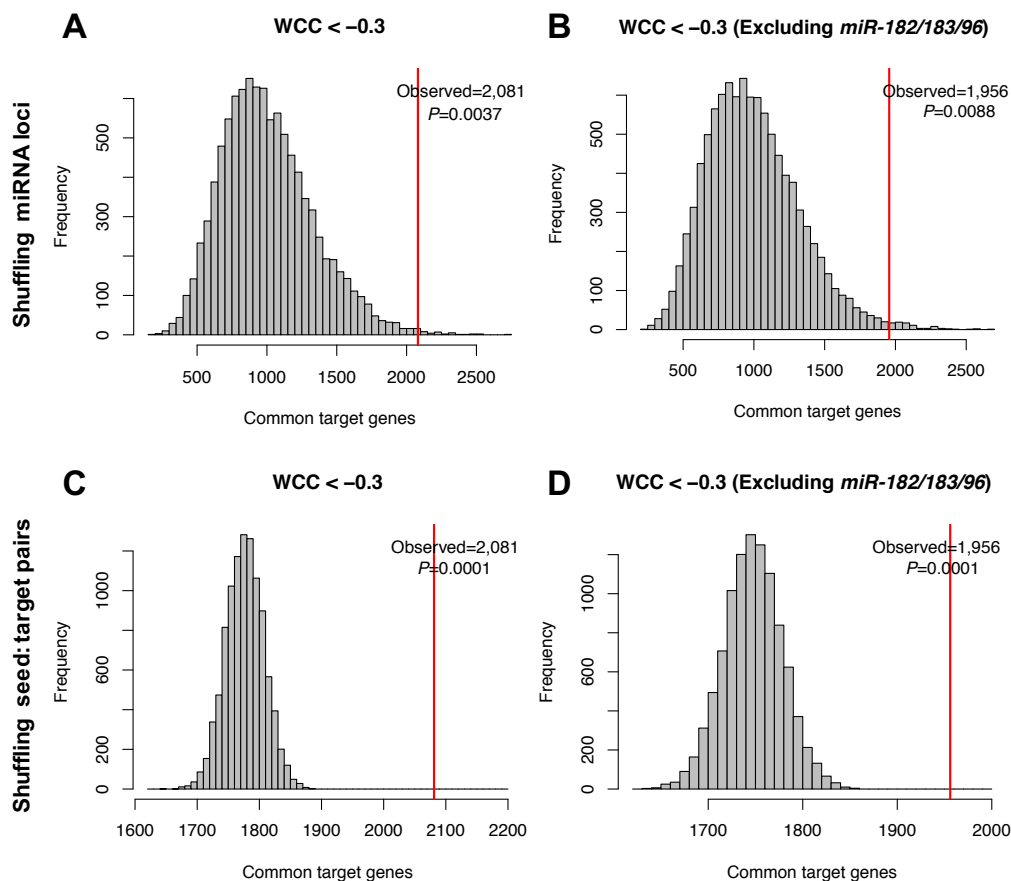 A
WCC < −0.3
Observed=2,081
P=0.0037
Shuffling miRNA loci
Frequency
0
100
300
500
500
1000
1500
2000
2500
Common target genes
B
WCC < −0.3 (Excluding miR-182/183/96)
Observed=1,956
P=0.0088
Frequency
0
100
300
500
500
1000
1500
2000
2500
Common target genes
C
WCC < −0.3
Observed=2,081
P=0.0001
Shuffling seed:target pairs
Frequency
0
200
600
1000
1600
1700
1800
1900
2000
2100
2200
Common target genes
D
WCC < −0.3 (Excluding miR-182/183/96)
Observed=1,956
P=0.0001
Frequency
0
200
600
1000
1700
1800
1900
2000
Common target genes